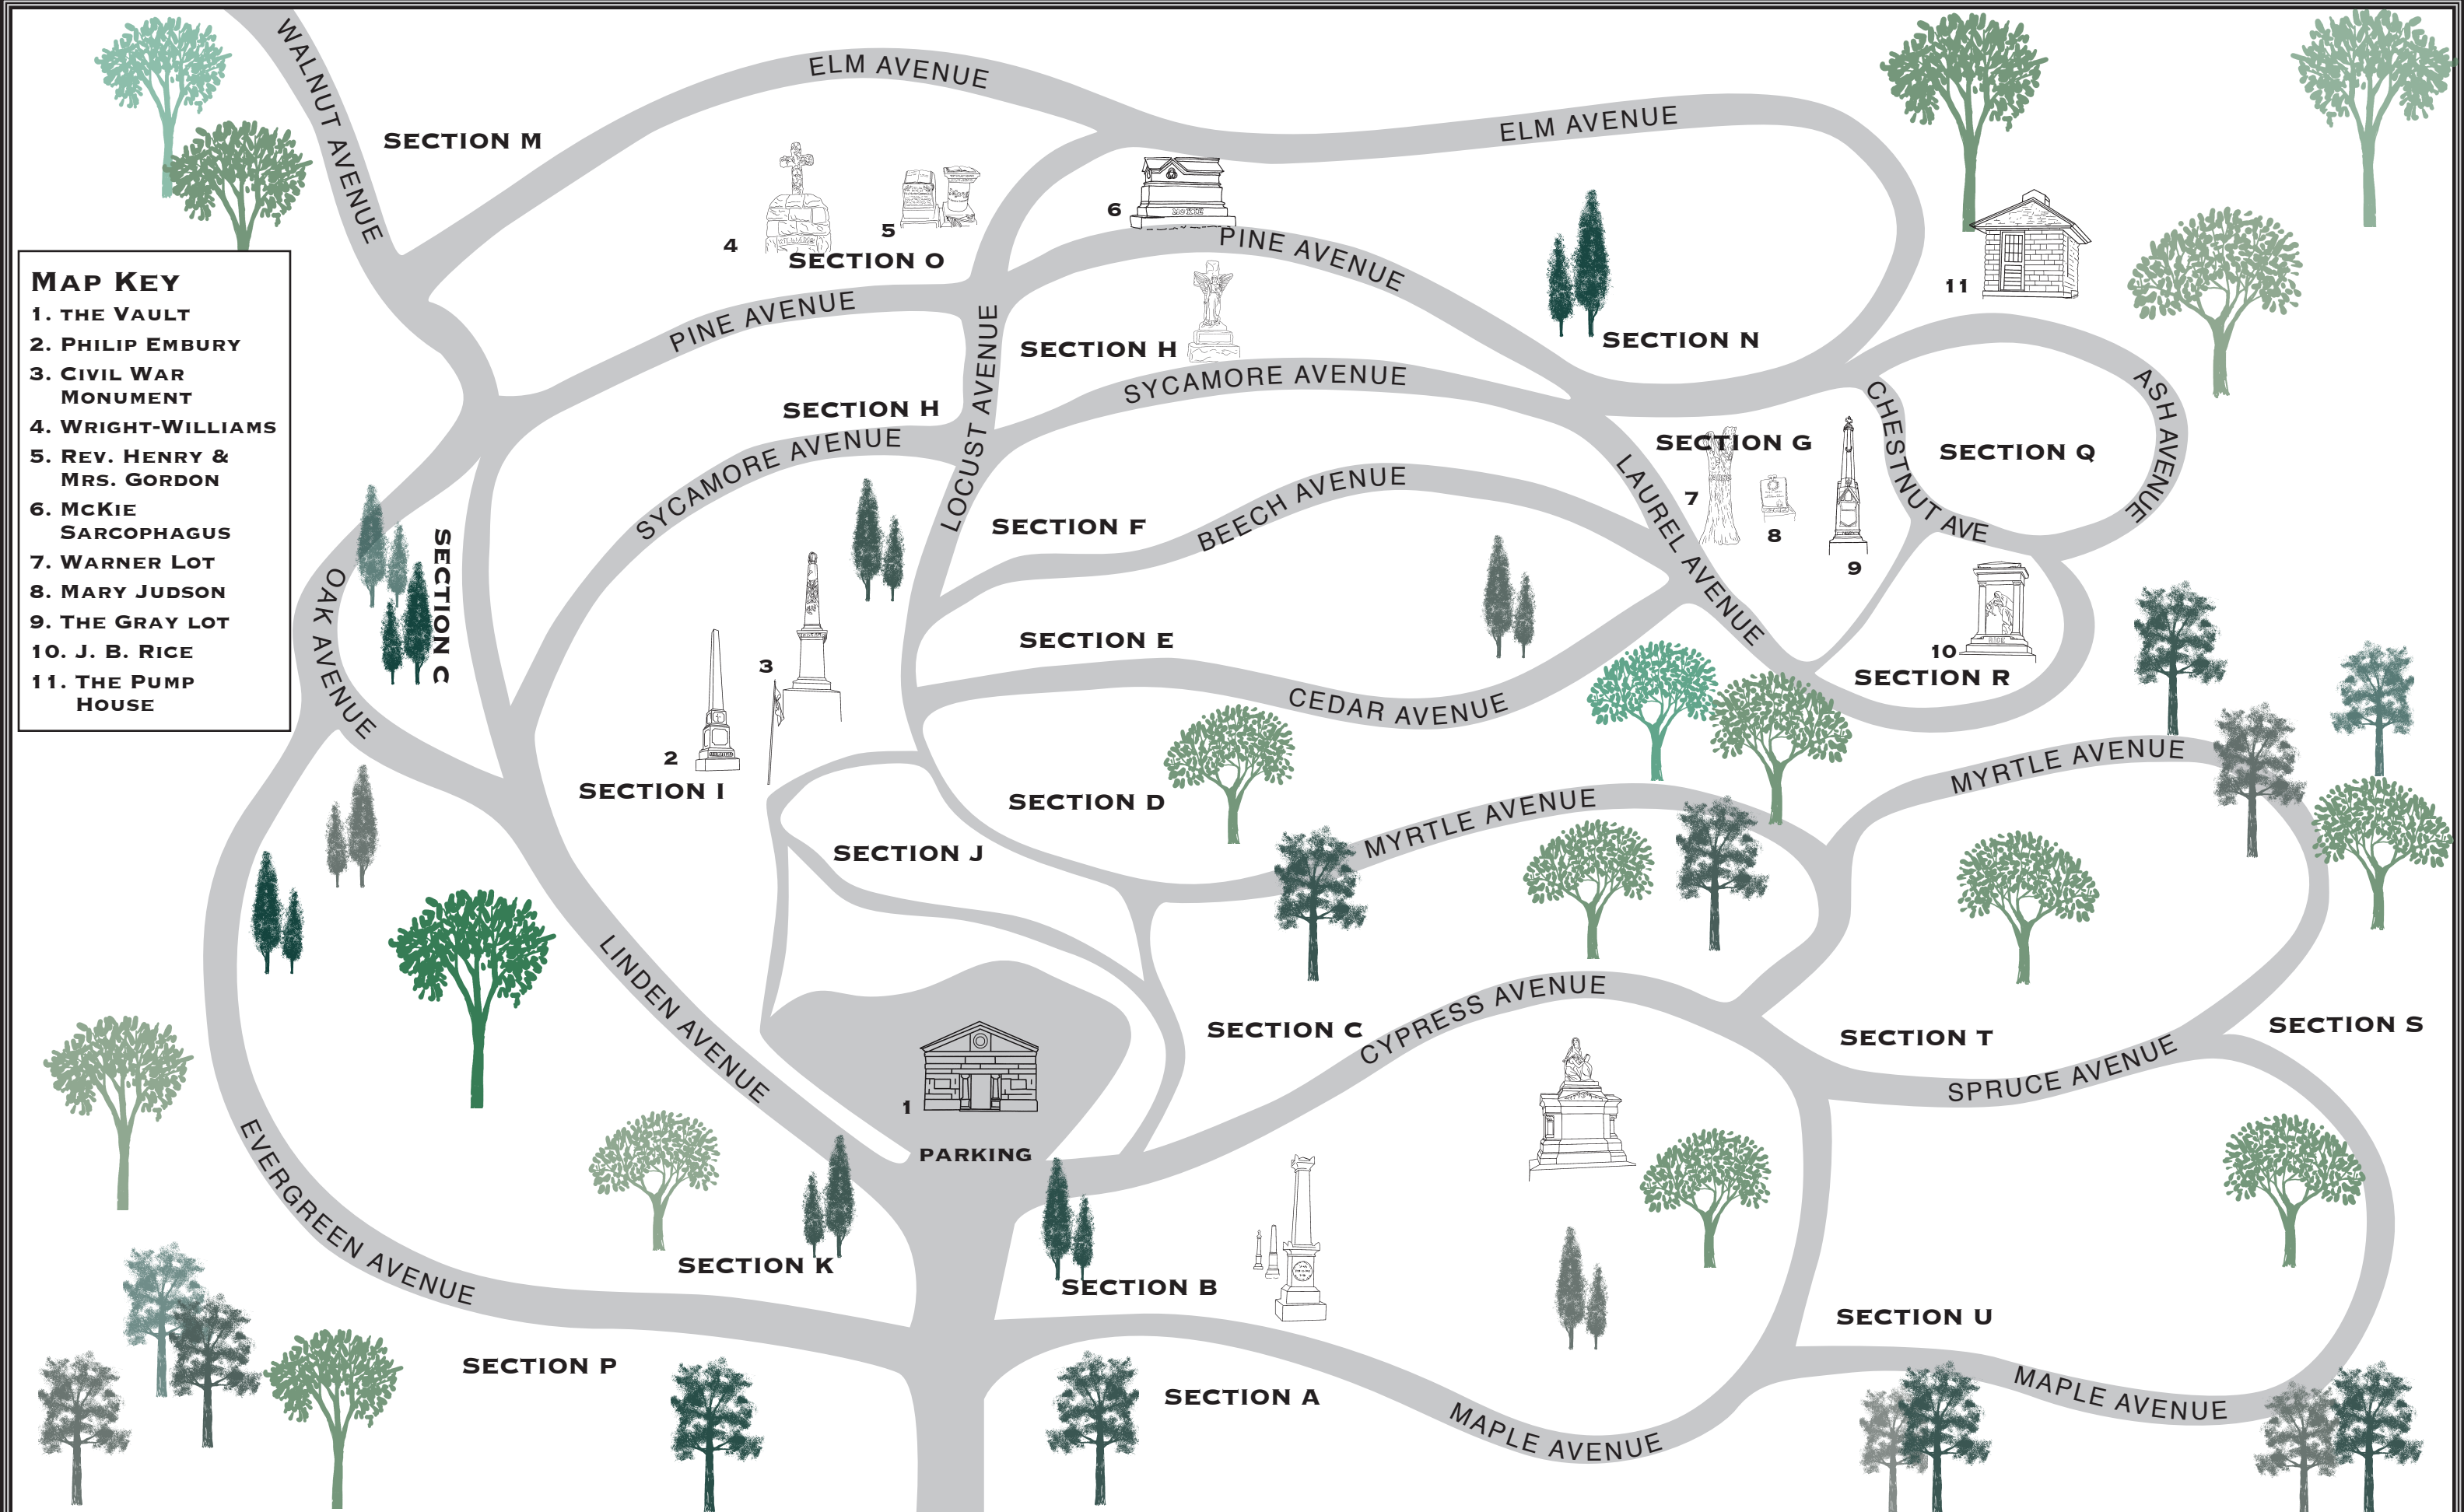 WALNUT AVENUE
ELM AVENUE
ELM AVENUE
SECTION M
4
5
SECTION O
6
PINE AVENUE
11
MAP KEY
1. THE VAULT
2. PHILIP EMBURY
3. CIVIL WAR
MONUMENT
4. WRIGHT-WILLIAMS
5. REV. HENRY &
MRS. GORDON
6. MCKIE
SARCOPHAGUS
7. WARNER LOT
8. MARY JUDSON
9. THE GRAY LOT
10. J. B. RICE
11. THE PUMP
HOUSE
PINE AVENUE
LOCUST AVENUE
SECTION H
SECTION N
SYCAMORE AVENUE
SECTION H
SYCAMORE AVENUE
CHESTNUT AVE
ASH AVENUE
SECTION G
SECTION Q
7
8
9
LAUREL AVENUE
BEECH AVENUE
SECTION F
SECTION C
OAK AVENUE
SECTION E
3
2
RICE
10
SECTION R
CEDAR AVENUE
SECTION I
SECTION D
MYRTLE AVENUE
MYRTLE AVENUE
SECTION J
LINDEN AVENUE
CYPRESS AVENUE
SECTION C
SECTION T
SECTION S
SPRUCE AVENUE
1
PARKING
EVERGREEN AVENUE
SECTION K
SECTION B
SECTION U
SECTION P
SECTION A
MAPLE AVENUE
MAPLE AVENUE